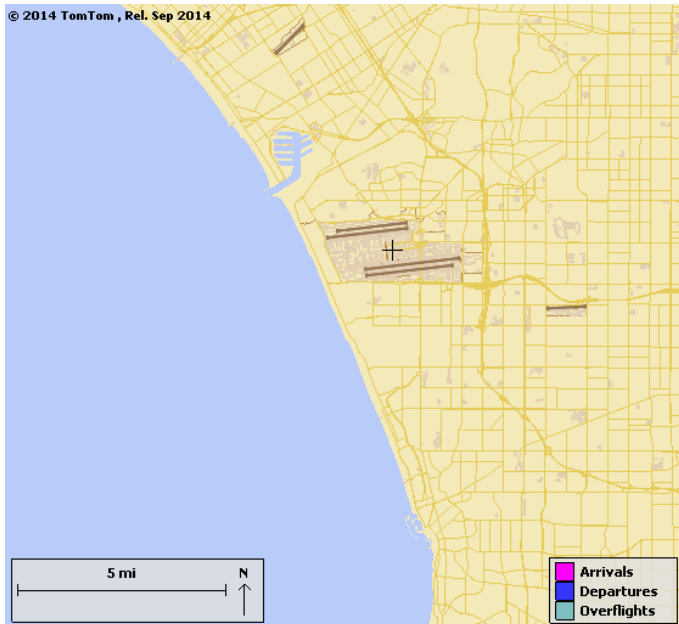 © 2014 TomTom , Rel. Sep 2014
5 mi
N
Arrivals
Departures
Overflights